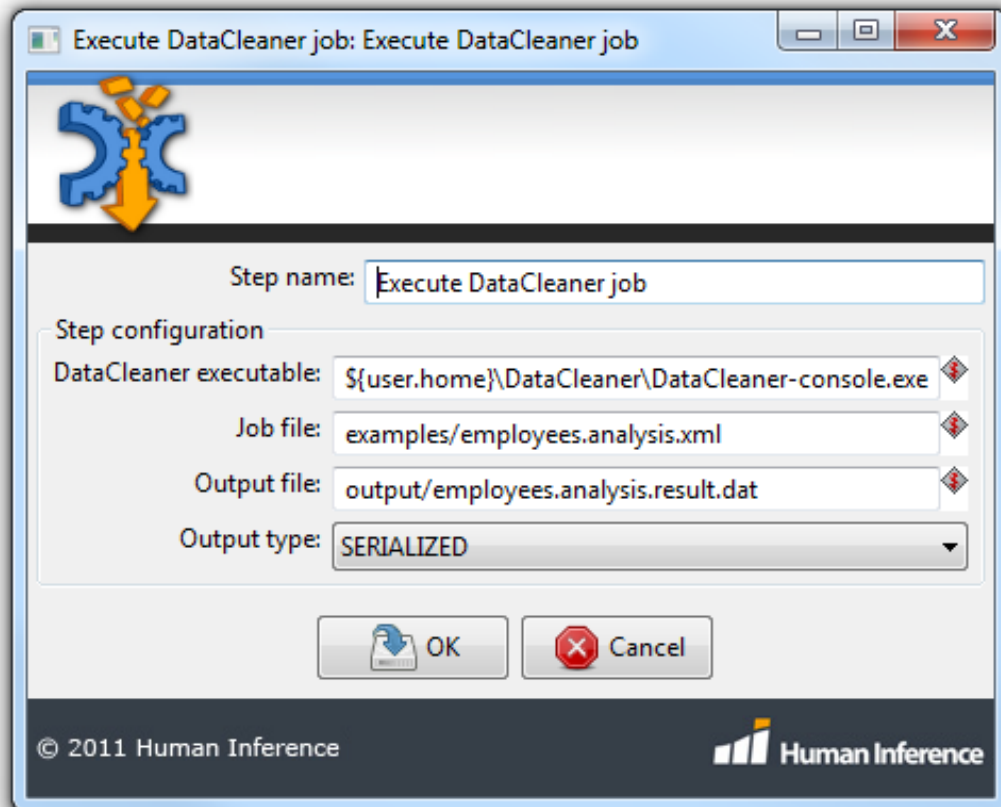 Execute DataCleaner job: Execute DataCleaner job
Step name: Execute DataCleaner job
Step configuration
DataCleaner executable: ${user.home}\DataCleaner\DataCleaner-console.exe
Job file: examples/employees.analysis.xml
Output file: output/employees.analysis.result.dat
Output type: SERIALIZED
OK Cancel
© 2011 Human Inference Human Inference